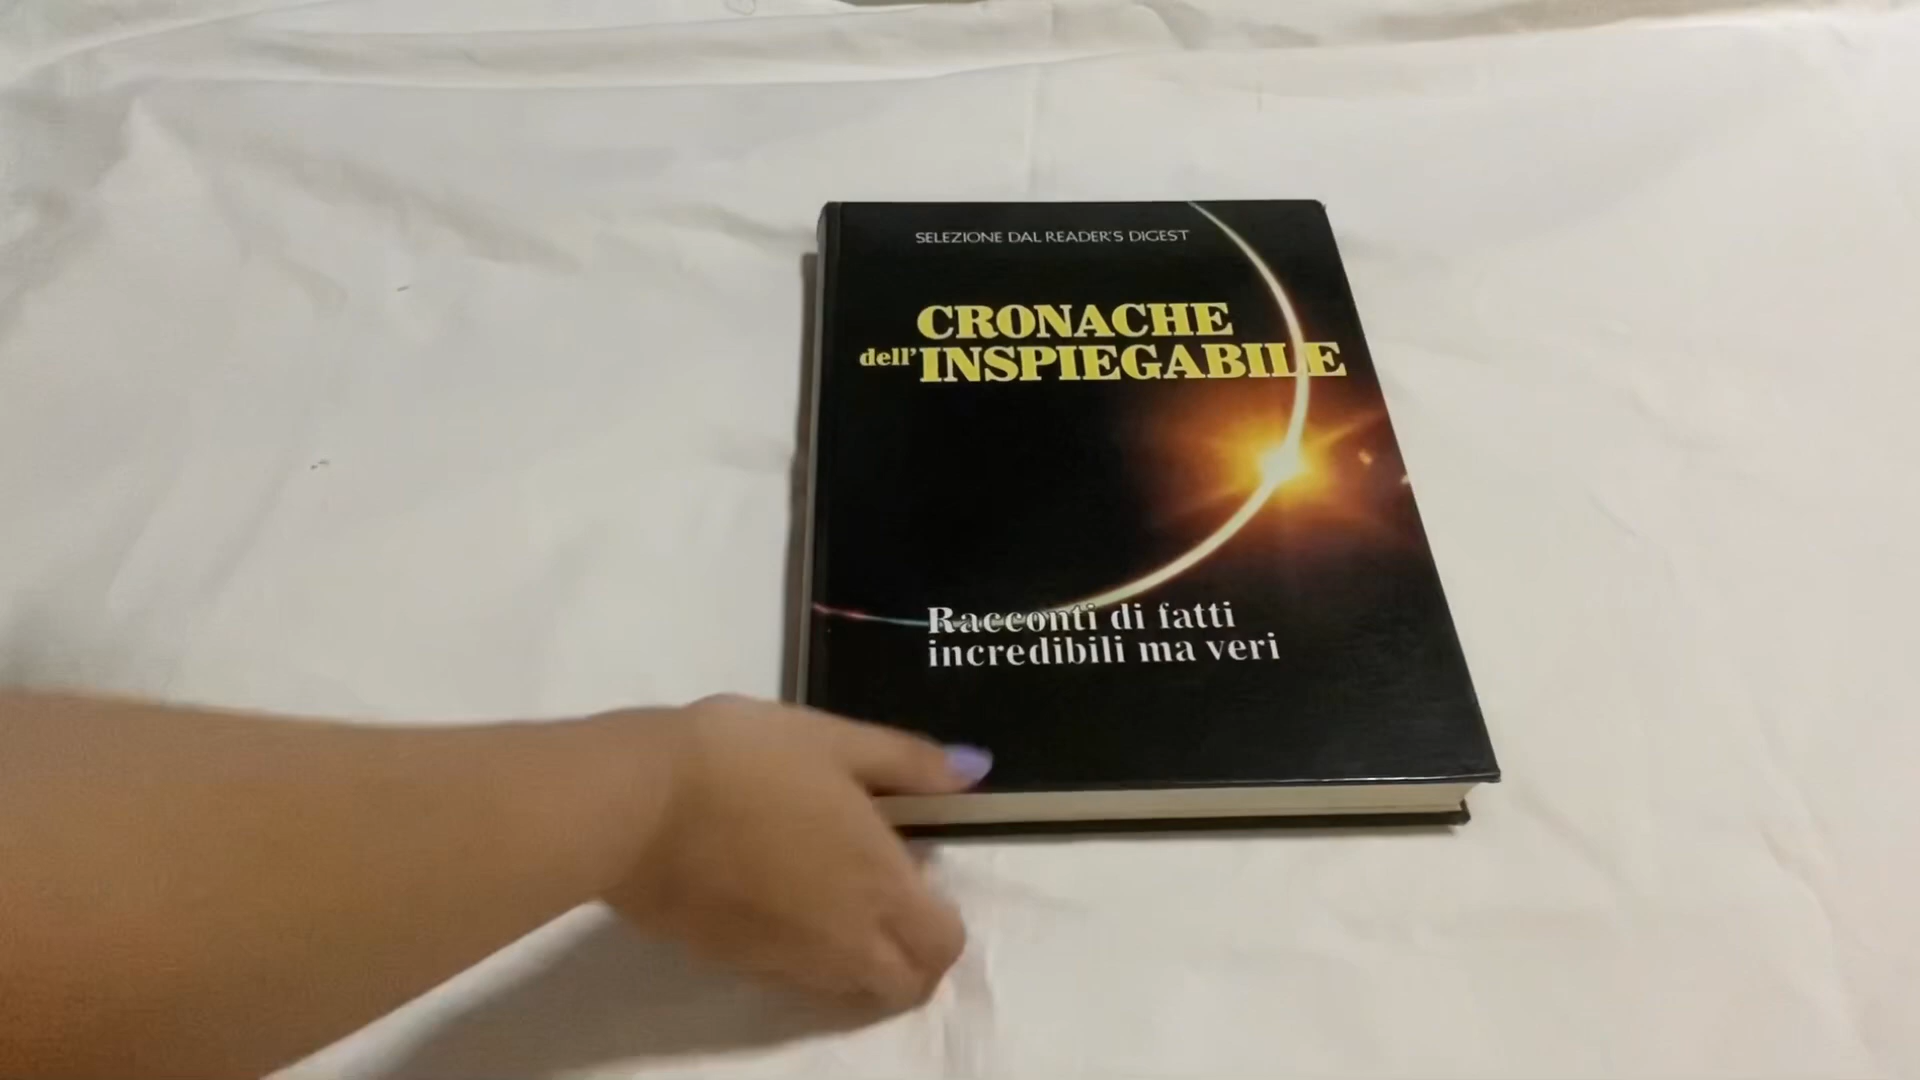 SELEZIONE DAL READER'S DIGEST
CRONACHE
dell'INSPIEGABILE
Racconti di fatti
incredibili ma veri